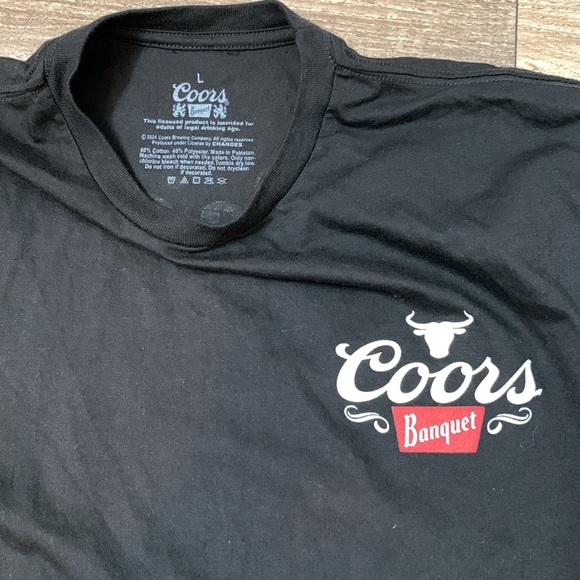 L
Coors
Banquet
This licensed product is intended for
adults of legal drinking age.
© 2024 Coors Brewing Company. All rights reserved
Produced under License by CHANGES
60% Cotton 40% Polyester. Made in Pakistan.
Machine wash cold with like colors. Only non-
chlorine bleach when needed. Tumble dry low.
Do not iron if decorated. Do not dryclean
if decorated.
Coors
Banquet